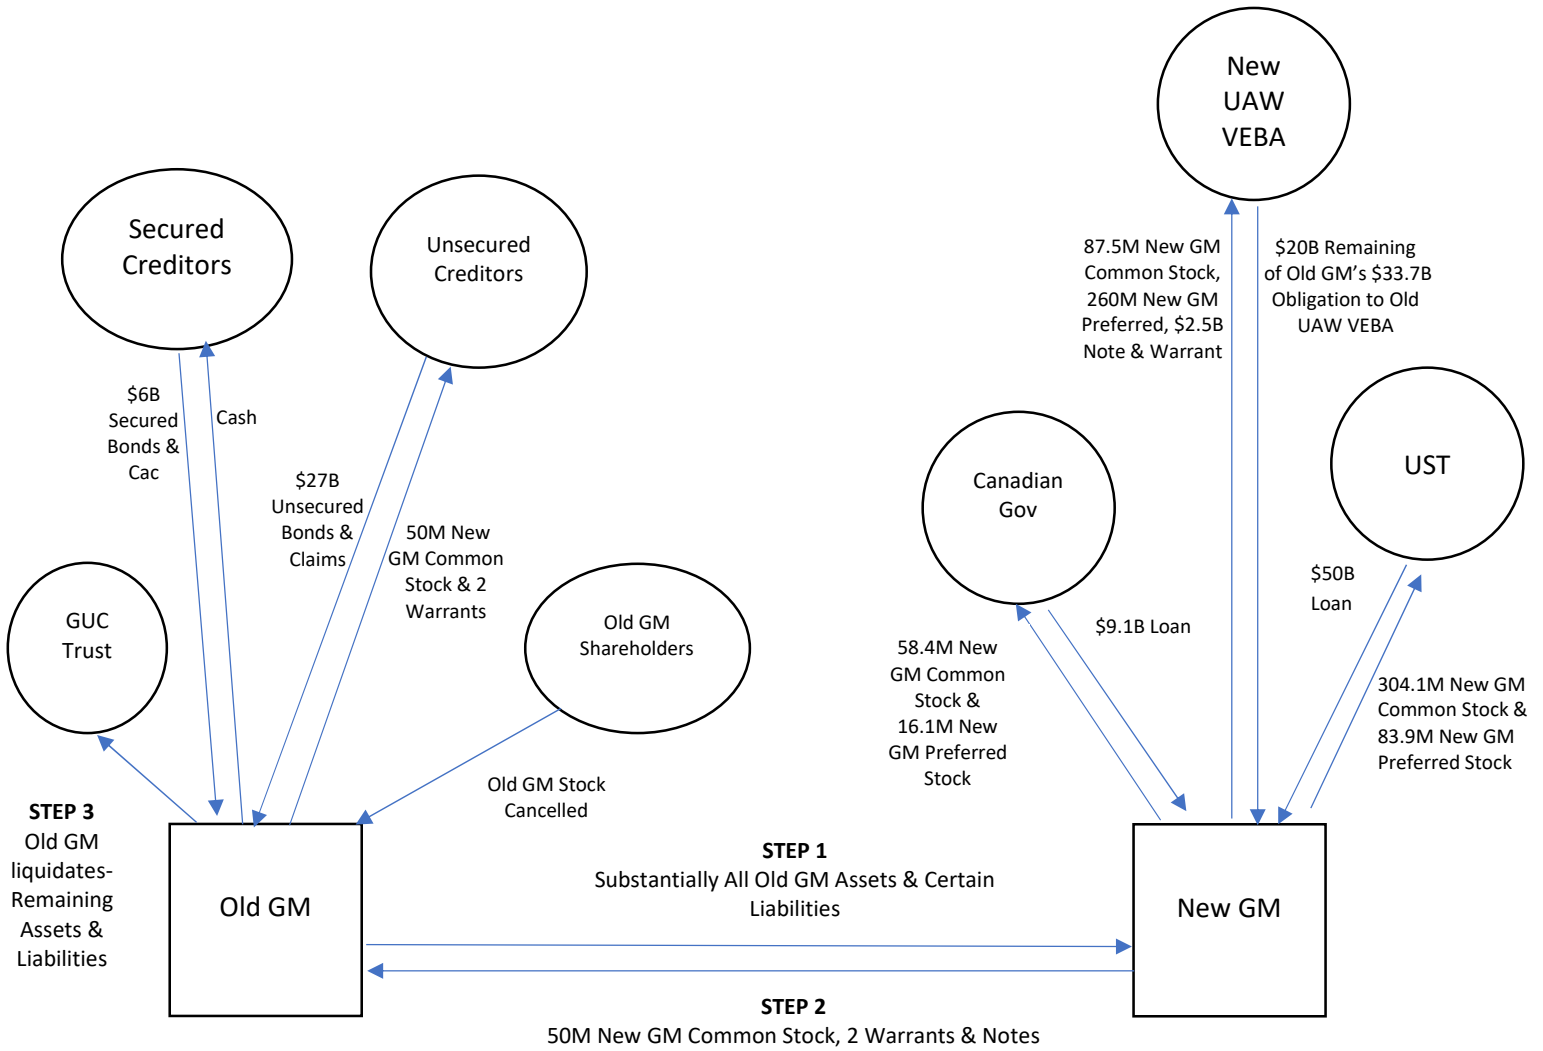 New
UAW
VEBA
Secured
Creditors
Unsecured
Creditors
87.5M New GM
Common Stock,
260M New GM
Preferred, $2.5B
Note & Warrant
$20B Remaining
of Old GM’s $33.7B
Obligation to Old
UAW VEBA
$6B
Secured
Bonds &
Cac
Cash
$27B
Unsecured
Bonds &
Claims
50M New
GM Common
Stock & 2
Warrants
Canadian
Gov
UST
GUC
Trust
Old GM
Shareholders
58.4M New
GM Common
Stock &
16.1M New
GM Preferred
Stock
$9.1B Loan
$50B
Loan
304.1M New GM
Common Stock &
83.9M New GM
Preferred Stock
Old GM Stock
Cancelled
STEP 3
Old GM
liquidates-
Remaining
Assets &
Liabilities
Old GM
STEP 1
Substantially All Old GM Assets & Certain
Liabilities
New GM
STEP 2
50M New GM Common Stock, 2 Warrants & Notes